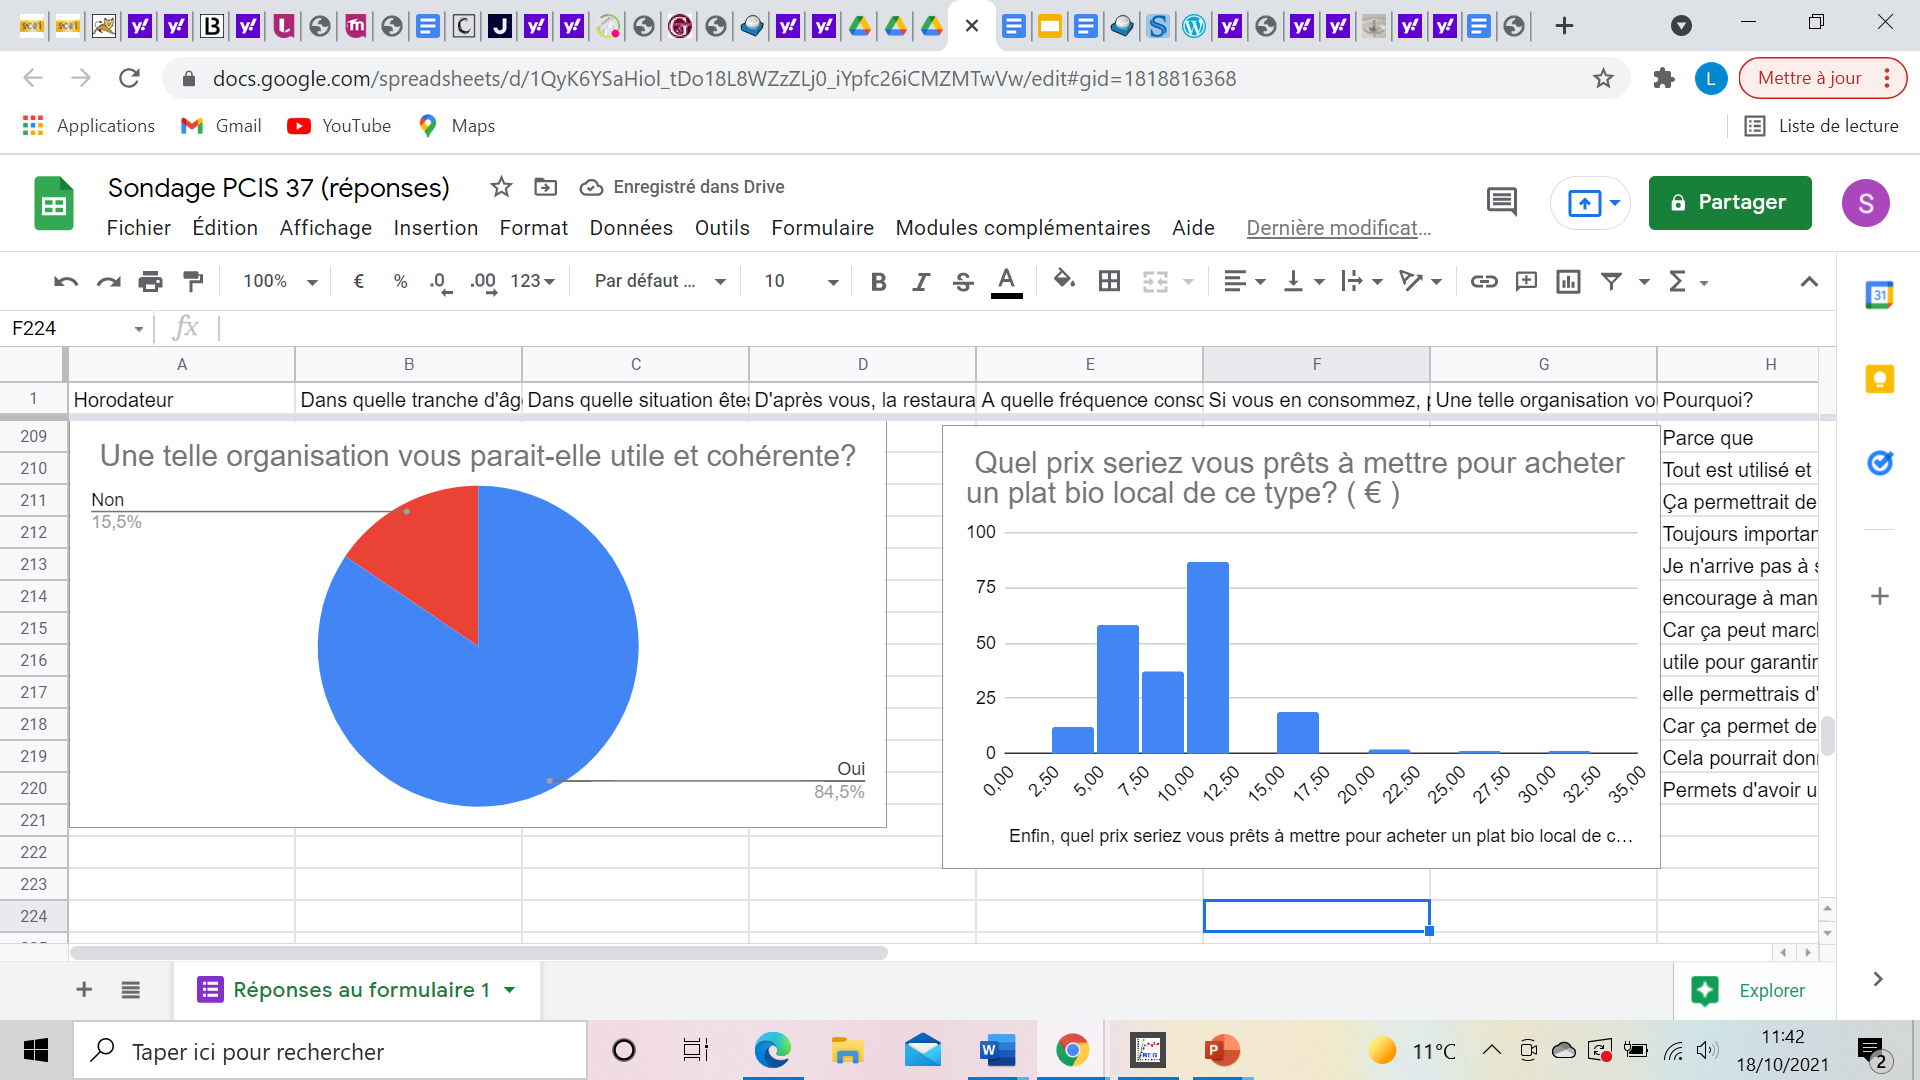 docs.google.com/spreadsheets/d/1QyK6YSaHiol_tDo18L8WZzZLj0_iYpfc26iCMZMTwVw/edit#gid=1818816368
L
Mettre à jour
Applications
Gmail
YouTube
Maps
Liste de lecture
Sondage PCIS 37 (réponses)
Enregistré dans Drive
Partager
S
Fichier Édition Affichage Insertion Format Données Outils Formulaire Modules complémentaires Aide Dernière modificat...
100% € % .0 .00 123 Par défaut ... 10 B I S A
31
F224
fx
A B C D E F G H
1 Horodateur Dans quelle tranche d'âg Dans quelle situation ête D'après vous, la restaura A quelle fréquence conso Si vous en consommez, p Une telle organisation vo Pourquoi?
209 Parce que
210 Tout est utilisé et
211 Ça permettrait de
212 Toujours importan
213 Je n'arrive pas à s
214 encourage à man
215 Car ça peut march
216 utile pour garantir
217 elle permettrais d'
218 Car ça permet de
219 Cela pourrait donn
220 Permets d'avoir u
221
222
223
224
Une telle organisation vous parait-elle utile et cohérente?
Non
15,5%
Oui
84,5%
Quel prix seriez vous prêts à mettre pour acheter
un plat bio local de ce type? ( € )
100
75
50
25
0
0,00 2,50 5,00 7,50 10,00 12,50 15,00 17,50 20,00 22,50 25,00 27,50 30,00 32,50 35,00
Enfin, quel prix seriez vous prêts à mettre pour acheter un plat bio local de c...
Réponses au formulaire 1
Explorer
Taper ici pour rechercher
11°C
11:42
18/10/2021
2